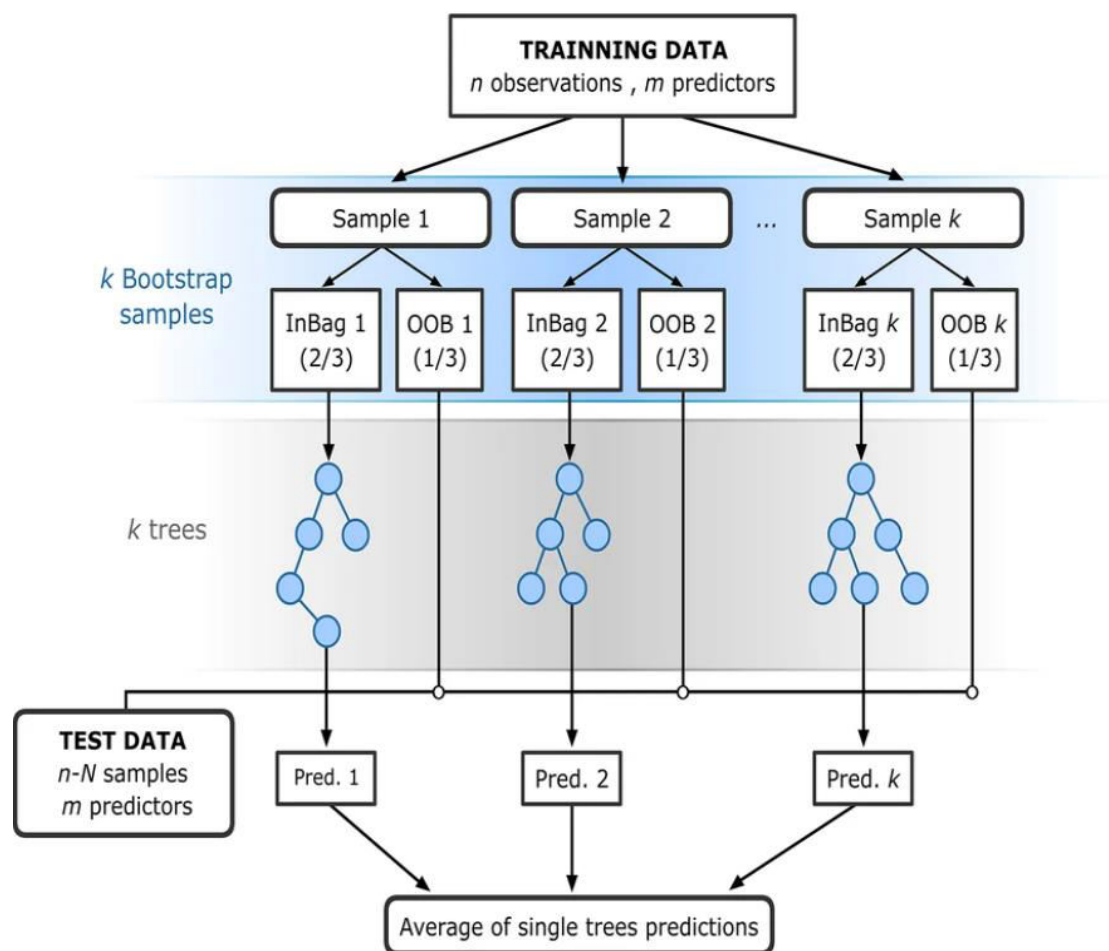 TRAINNING DATA
n observations , m predictors
Sample 1
Sample 2
...
Sample k
k Bootstrap
samples
InBag 1
(2/3)
OOB 1
(1/3)
InBag 2
(2/3)
OOB 2
(1/3)
InBag k
(2/3)
OOB k
(1/3)
k trees
TEST DATA
n-N samples
m predictors
Pred. 1
Pred. 2
Pred. k
Average of single trees predictions